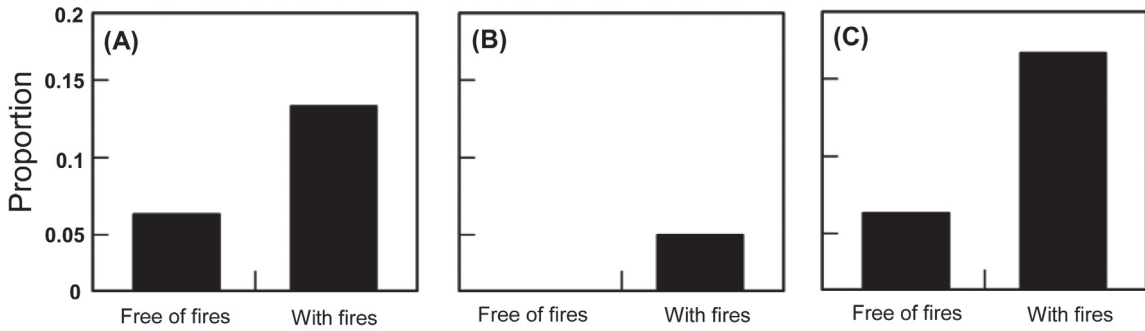 (A)
(B)
(C)
Proportion
0.2
0.15
0.1
0.05
0
Free of fires
With fires
Free of fires
With fires
Free of fires
With fires